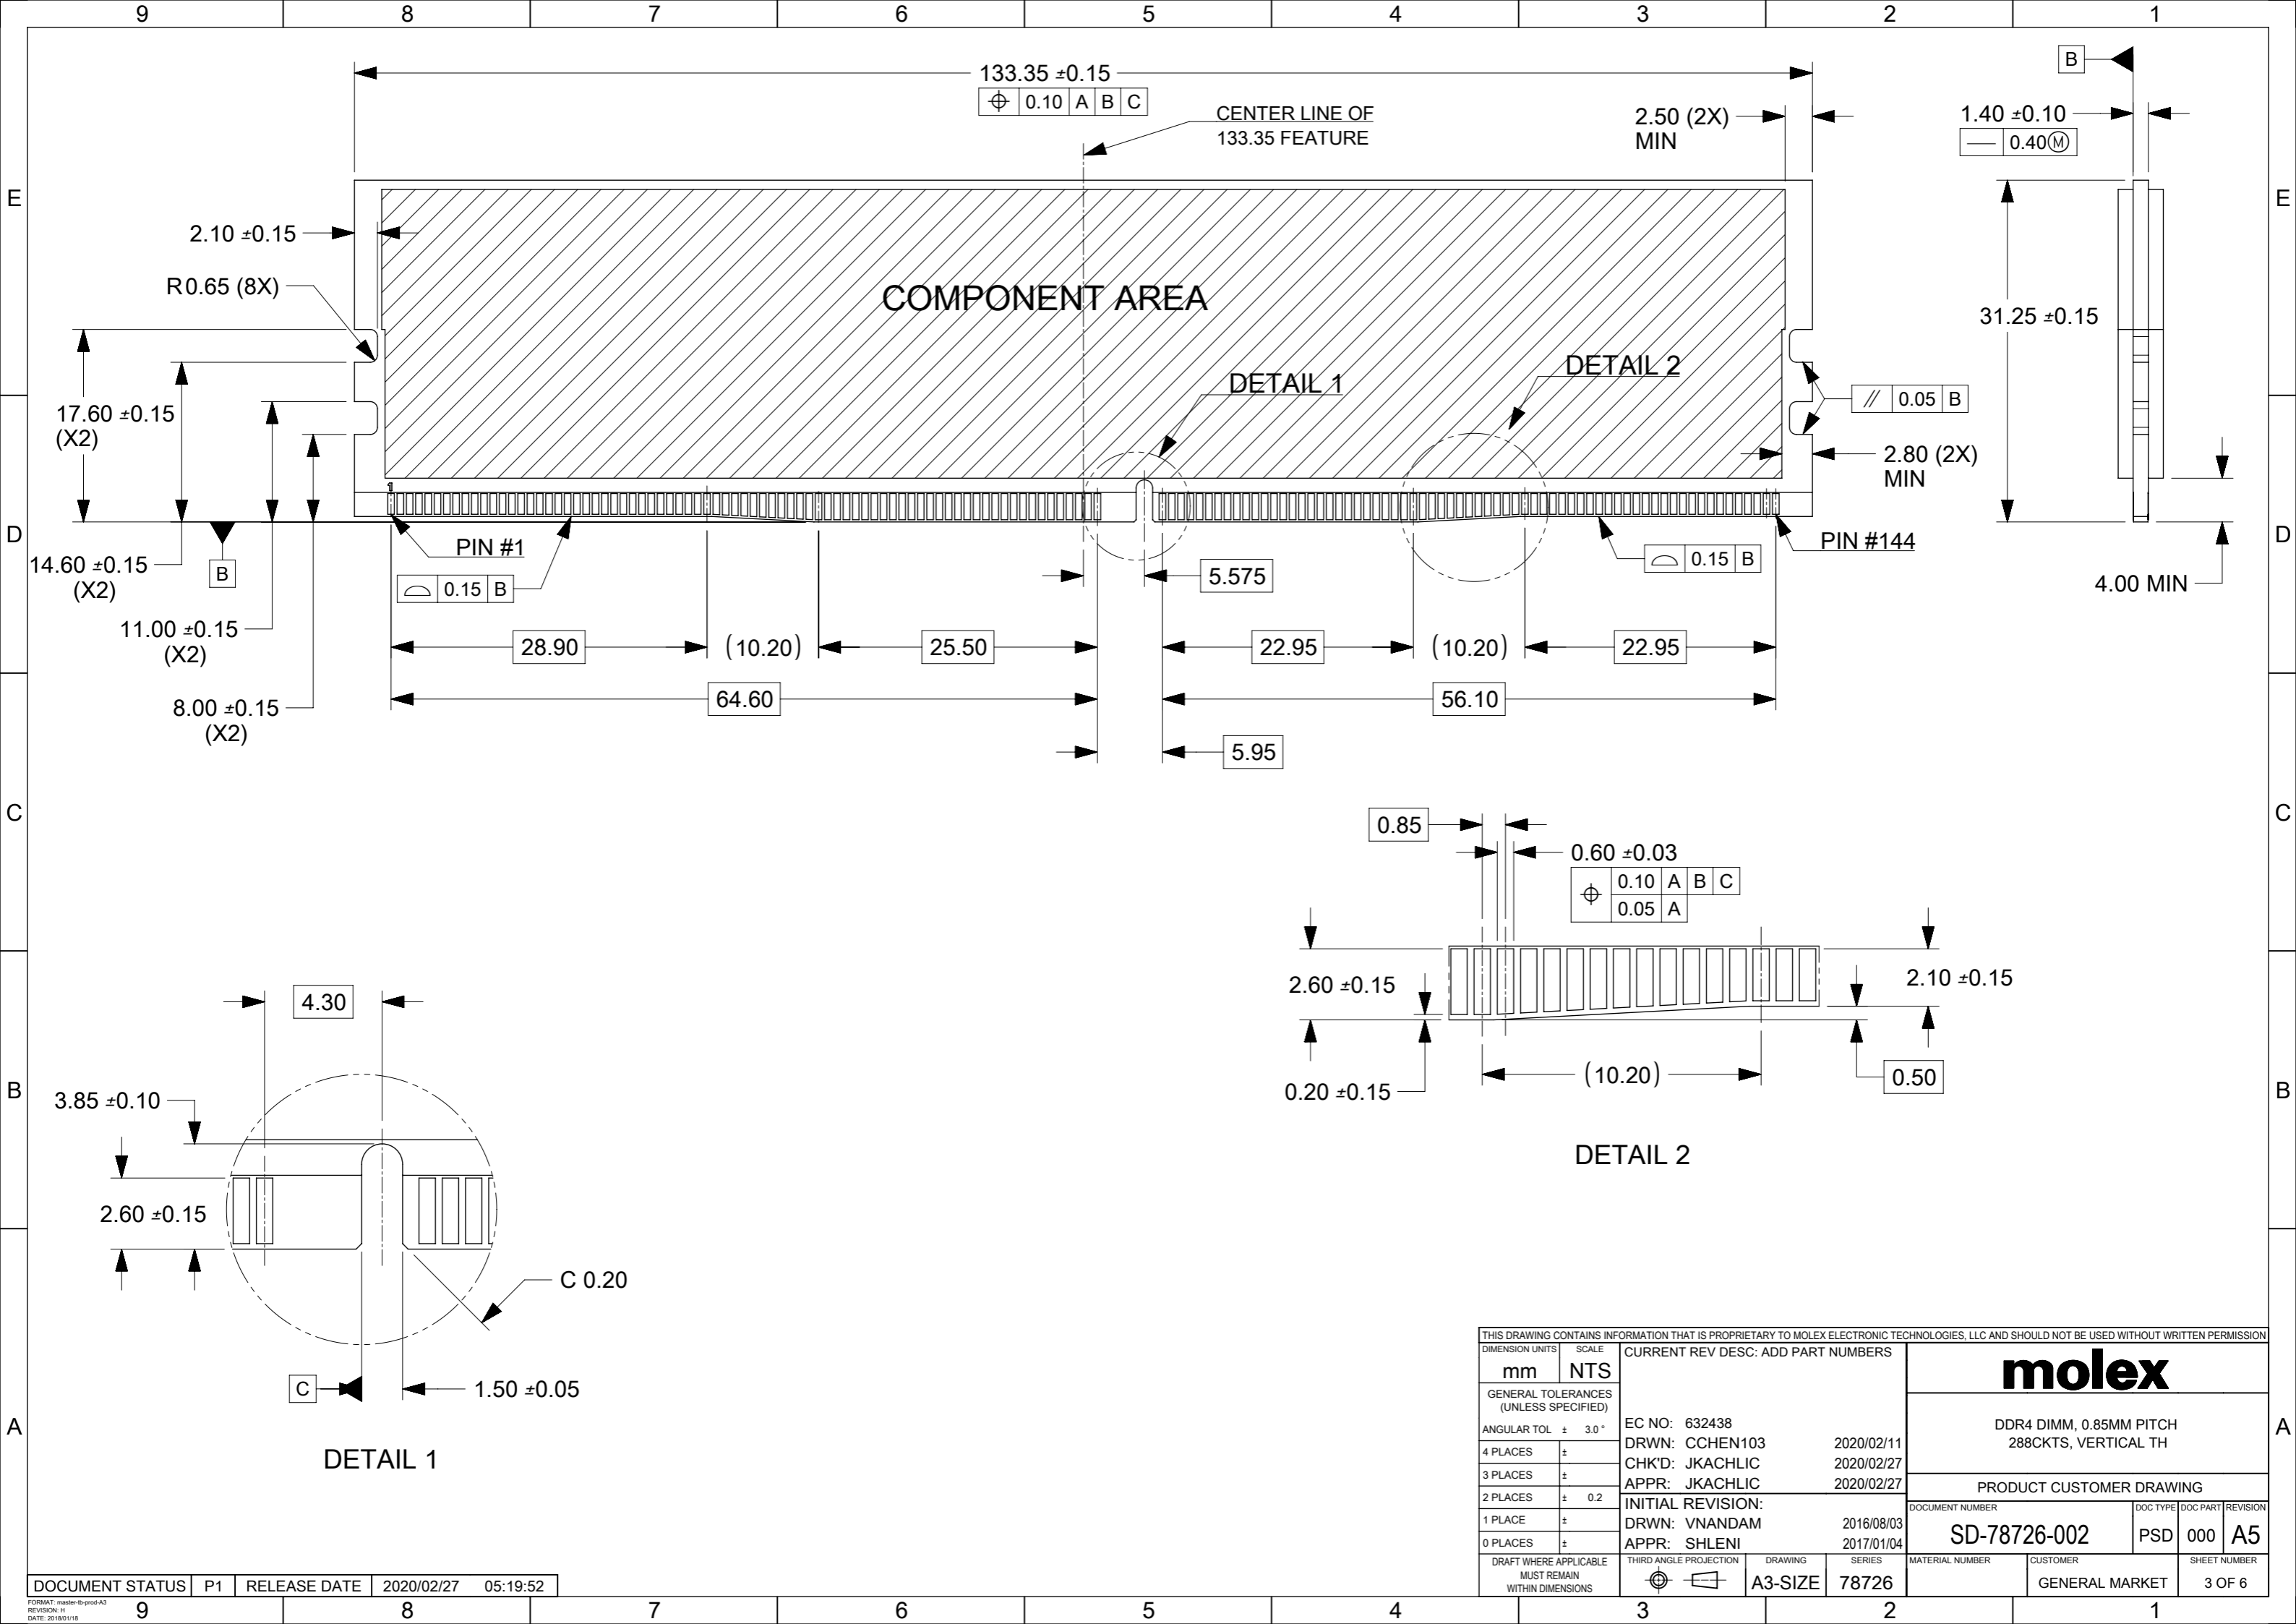 9 8 7 6 5 4 3 2 1
E
D
C
B
A
E
D
C
B
A
133.35 ±0.15
⌖ 0.10 A B C
CENTER LINE OF
133.35 FEATURE
2.50 (2X)
MIN
B
1.40 ±0.10
— 0.40Ⓜ
2.10 ±0.15
R0.65 (8X)
COMPONENT AREA
31.25 ±0.15
DETAIL 1
DETAIL 2
17.60 ±0.15
(X2)
// 0.05 B
2.80 (2X)
MIN
1
14.60 ±0.15
(X2)
B
PIN #1
⌓ 0.15 B
5.575
⌓ 0.15 B
PIN #144
4.00 MIN
11.00 ±0.15
(X2)
28.90
(10.20)
25.50
22.95
(10.20)
22.95
8.00 ±0.15
(X2)
64.60
56.10
5.95
0.85
0.60 ±0.03
⌖ 0.10 A B C
0.05 A
2.60 ±0.15
2.10 ±0.15
0.20 ±0.15
(10.20)
0.50
DETAIL 2
4.30
3.85 ±0.10
2.60 ±0.15
C 0.20
C
1.50 ±0.05
DETAIL 1
THIS DRAWING CONTAINS INFORMATION THAT IS PROPRIETARY TO MOLEX ELECTRONIC TECHNOLOGIES, LLC AND SHOULD NOT BE USED WITHOUT WRITTEN PERMISSION
DIMENSION UNITS
mm
SCALE
NTS
GENERAL TOLERANCES
(UNLESS SPECIFIED)
ANGULAR TOL ± 3.0 °
4 PLACES ±
3 PLACES ±
2 PLACES ± 0.2
1 PLACE ±
0 PLACES ±
DRAFT WHERE APPLICABLE
MUST REMAIN
WITHIN DIMENSIONS
CURRENT REV DESC: ADD PART NUMBERS
EC NO: 632438
DRWN: CCHEN103 2020/02/11
CHK'D: JKACHLIC 2020/02/27
APPR: JKACHLIC 2020/02/27
INITIAL REVISION:
DRWN: VNANDAM 2016/08/03
APPR: SHLENI 2017/01/04
THIRD ANGLE PROJECTION
DRAWING
A3-SIZE
SERIES
78726
molex
DDR4 DIMM, 0.85MM PITCH
288CKTS, VERTICAL TH
PRODUCT CUSTOMER DRAWING
DOCUMENT NUMBER
SD-78726-002
DOC TYPE
PSD
DOC PART
000
REVISION
A5
MATERIAL NUMBER
CUSTOMER
GENERAL MARKET
SHEET NUMBER
3 OF 6
DOCUMENT STATUS P1 RELEASE DATE 2020/02/27 05:19:52
FORMAT: master-tb-prod-A3
REVISION: H
DATE: 2018/01/18
9 8 7 6 5 4 3 2 1